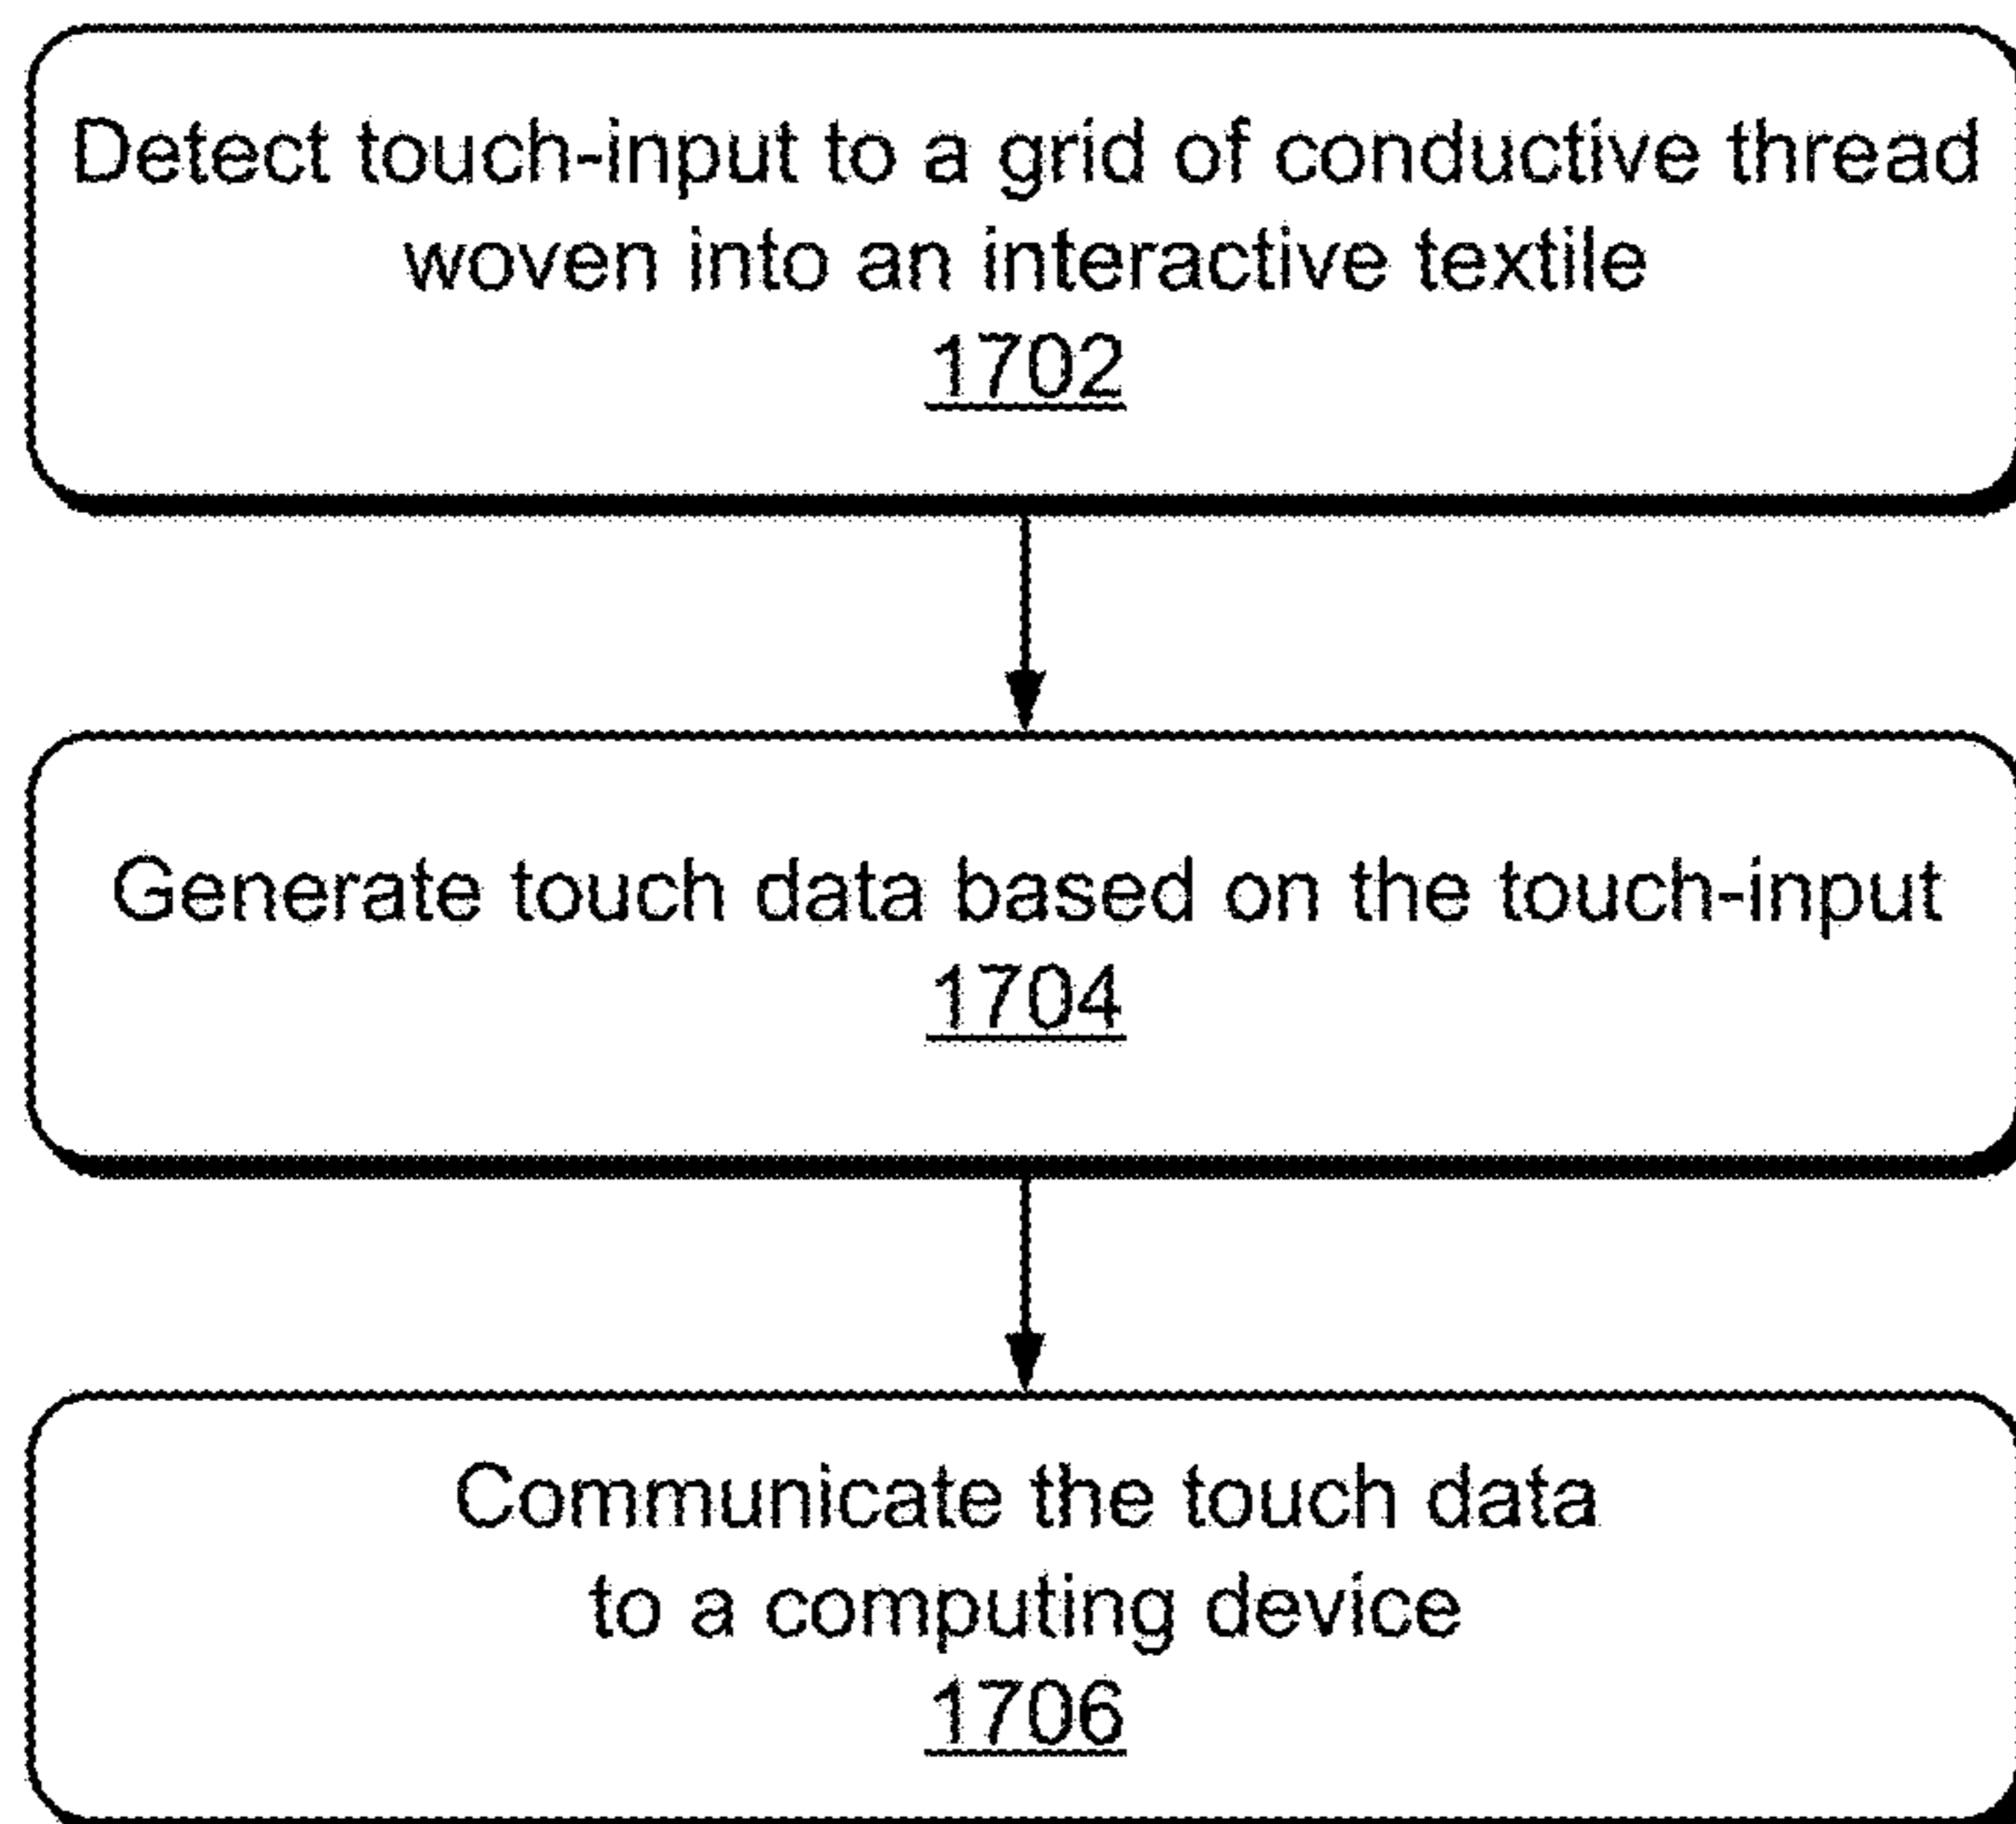 Detect touch-input to a grid of conductive thread
woven into an interactive textile
1702
Generate touch data based on the touch-input
1704
Communicate the touch data
to a computing device
1706